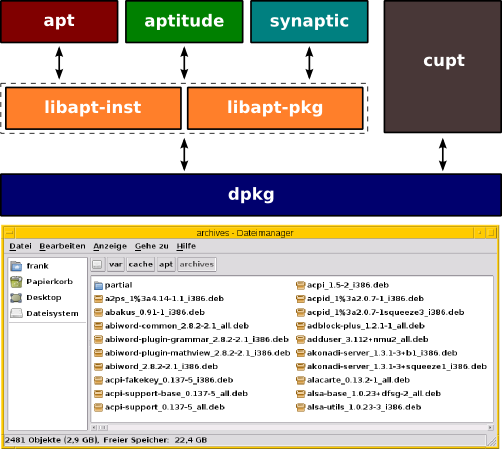 apt aptitude synaptic
cupt
libapt-inst libapt-pkg
dpkg
archives - Dateimanager
Datei Bearbeiten Anzeige Gehe zu Hilfe
var cache apt archives
frank
Papierkorb
Desktop
Dateisystem
partial
a2ps_1%3a4.14-1.1_i386.deb
abakus_0.91-1_i386.deb
abiword-common_2.8.2-2.1_all.deb
abiword-plugin-grammar_2.8.2-2.1_i386.deb
abiword-plugin-mathview_2.8.2-2.1_i386.deb
abiword_2.8.2-2.1_i386.deb
acpi-fakekey_0.137-5_i386.deb
acpi-support-base_0.137-5_all.deb
acpi-support_0.137-5_all.deb
acpi_1.5-2_i386.deb
acpid_1%3a2.0.7-1_i386.deb
acpid_1%3a2.0.7-1squeeze3_i386.deb
adblock-plus_1.2.1-1_all.deb
adduser_3.112+nmu2_all.deb
akonadi-server_1.3.1-3+b1_i386.deb
akonadi-server_1.3.1-3+squeeze1_i386.deb
alacarte_0.13.2-1_all.deb
alsa-base_1.0.23+dfsg-2_all.deb
alsa-utils_1.0.23-3_i386.deb
2481 Objekte (2,9 GB), Freier Speicher: 22,4 GB